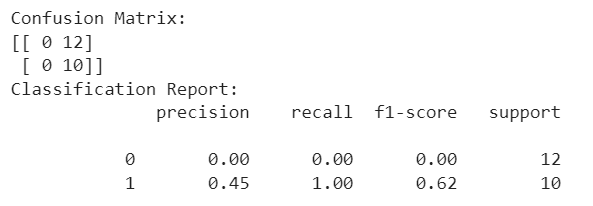 Confusion Matrix:
[[ 0 12]
 [ 0 10]]
Classification Report:
              precision    recall  f1-score   support

           0       0.00      0.00      0.00        12
           1       0.45      1.00      0.62        10